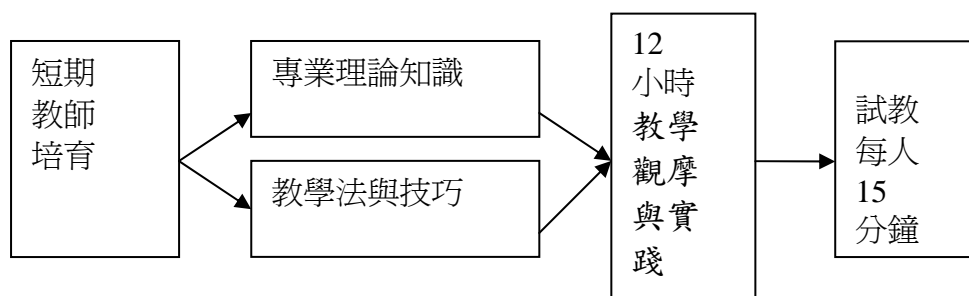 短期
教師
培育
專業理論知識
教學法與技巧
12
小時
教學
觀摩
與實
踐
試教
每人
15
分鐘